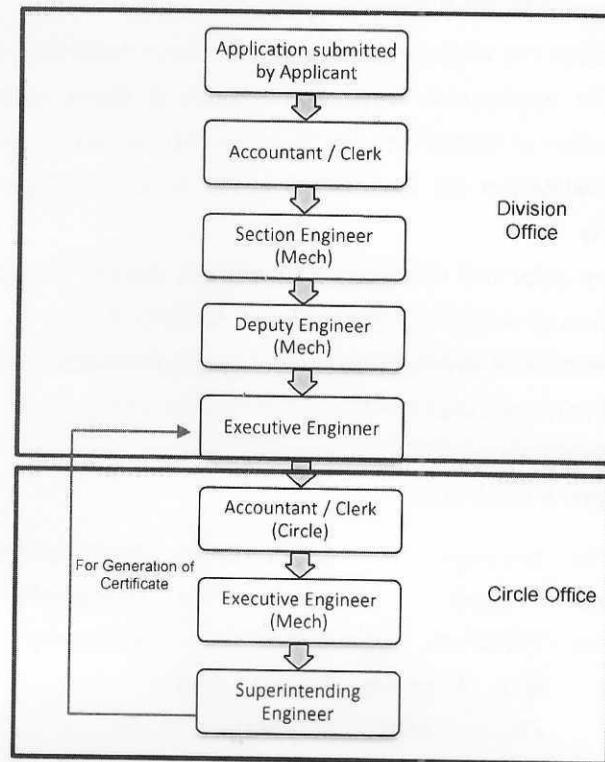 Application submitted
by Applicant
Accountant / Clerk
Section Engineer
(Mech)
Division
Office
Deputy Engineer
(Mech)
Executive Enginner
Accountant / Clerk
(Circle)
For Generation of
Certificate
Executive Engineer
(Mech)
Circle Office
Superintending
Engineer